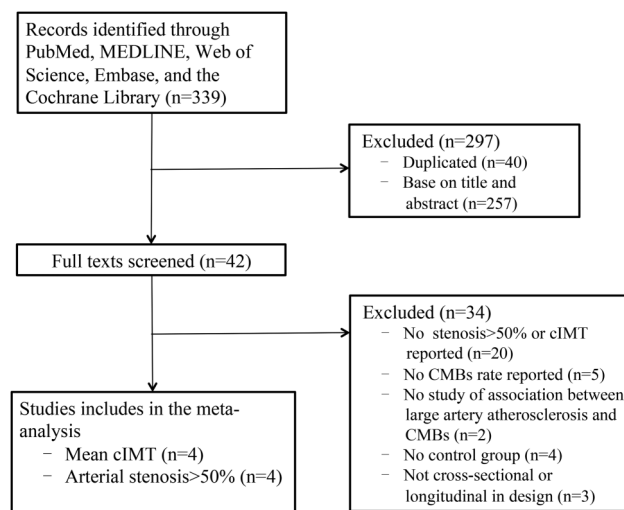 Records identified through
PubMed, MEDLINE, Web of
Science, Embase, and the
Cochrane Library (n=339)
Excluded (n=297)
− Duplicated (n=40)
− Base on title and
abstract (n=257)
Full texts screened (n=42)
Excluded (n=34)
− No stenosis>50% or cIMT
reported (n=20)
− No CMBs rate reported (n=5)
− No study of association between
large artery atherosclerosis and
CMBs (n=2)
− No control group (n=4)
− Not cross-sectional or
longitudinal in design (n=3)
Studies includes in the meta-
analysis
− Mean cIMT (n=4)
− Arterial stenosis>50% (n=4)